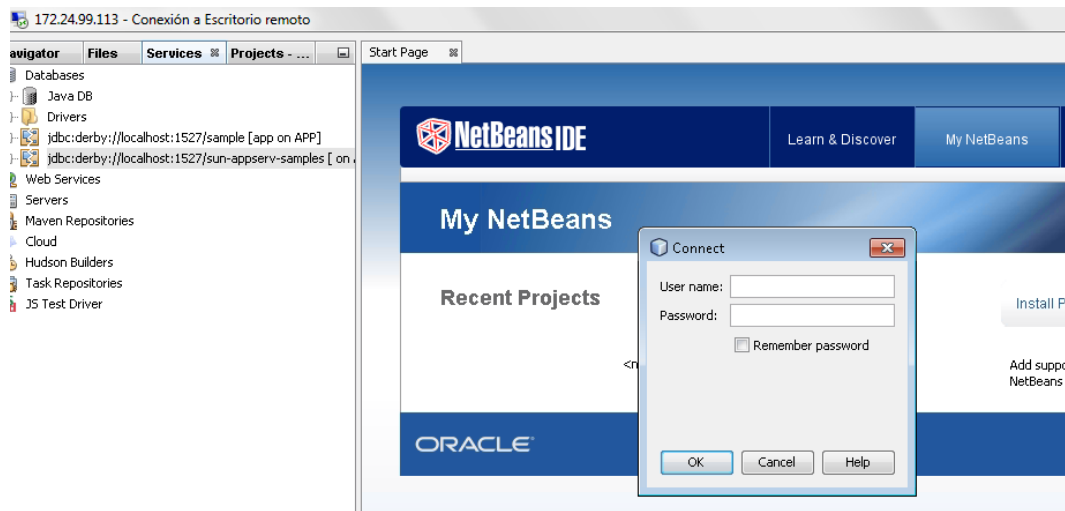 172.24.99.113 - Conexión a Escritorio remoto
avigator Files Services Projects - ... Start Page
Databases
Java DB
Drivers
jdbc:derby://localhost:1527/sample [app on APP]
jdbc:derby://localhost:1527/sun-appserv-samples [ on
Web Services
Servers
Maven Repositories
Cloud
Hudson Builders
Task Repositories
JS Test Driver
NetBeans IDE
Learn & Discover
My NetBeans
My NetBeans
Recent Projects
<n
Install P
Add suppo
NetBeans
ORACLE
Connect
User name:
Password:
Remember password
OK Cancel Help